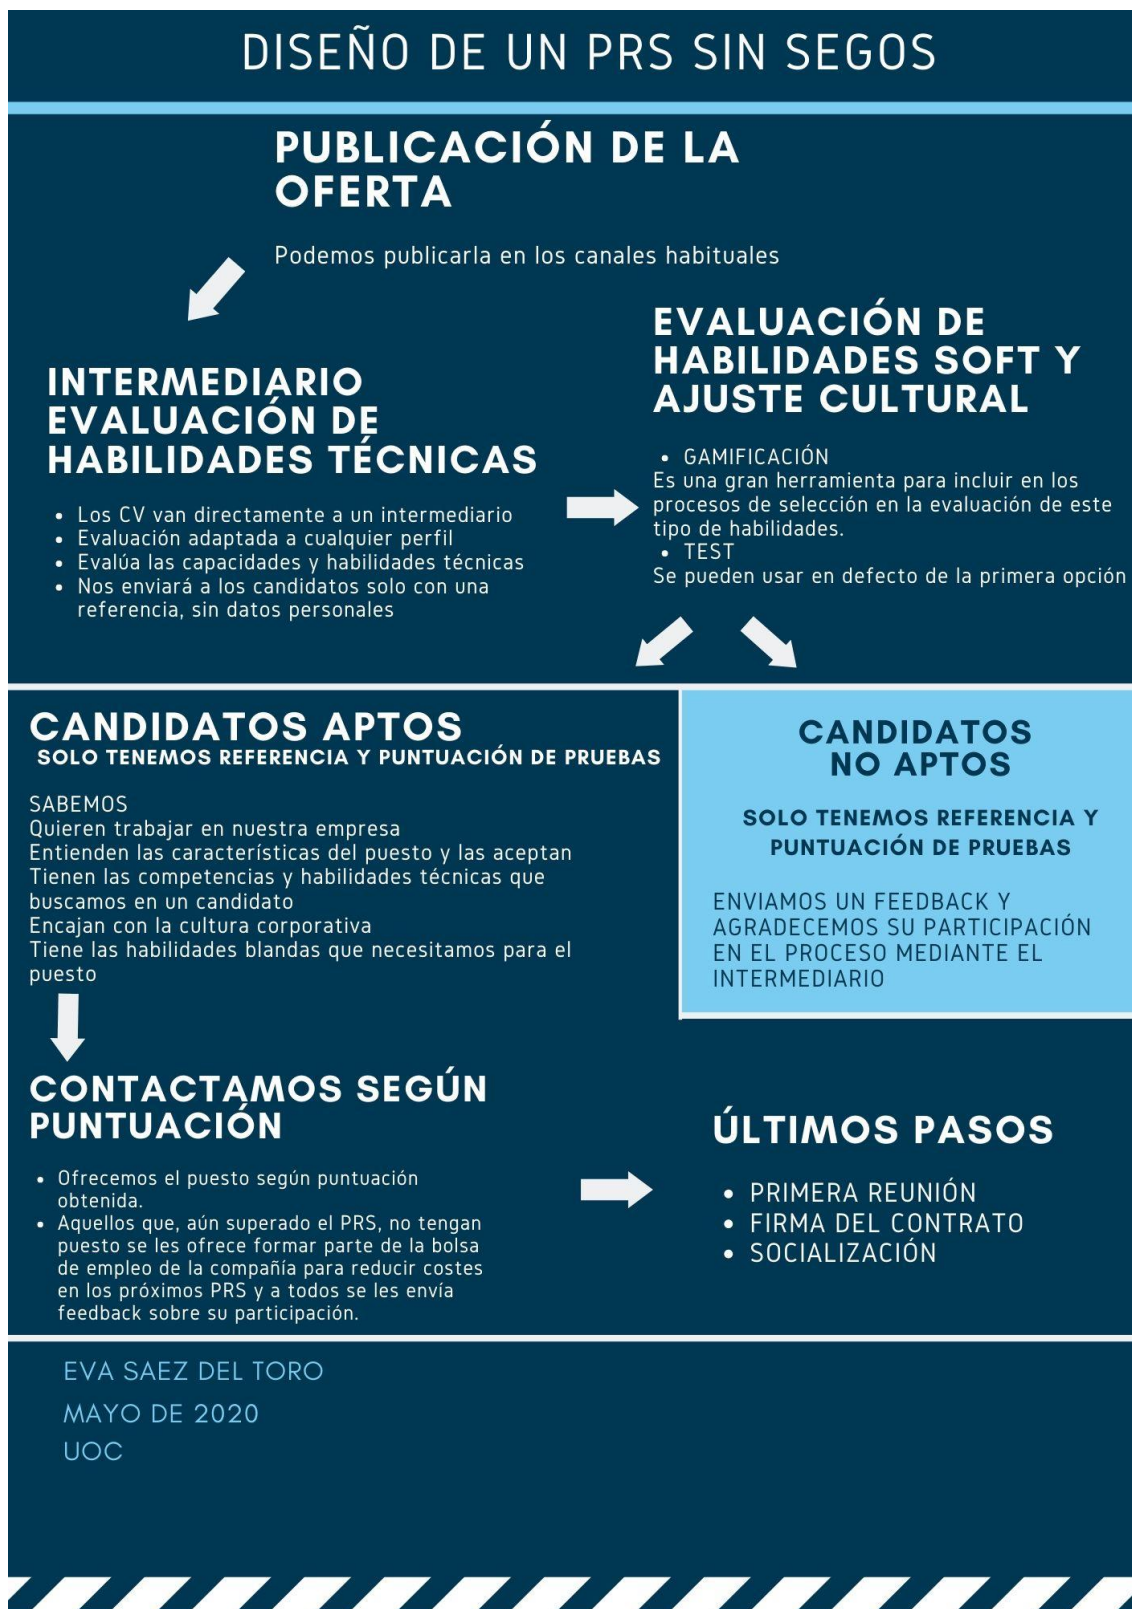 DISEÑO DE UN PRS SIN SEGOS
PUBLICACIÓN DE LA
OFERTA
Podemos publicarla en los canales habituales
INTERMEDIARIO
EVALUACIÓN DE
HABILIDADES TÉCNICAS
• Los CV van directamente a un intermediario
• Evaluación adaptada a cualquier perfil
• Evalúa las capacidades y habilidades técnicas
• Nos enviará a los candidatos solo con una
referencia, sin datos personales
EVALUACIÓN DE
HABILIDADES SOFT Y
AJUSTE CULTURAL
• GAMIFICACIÓN
Es una gran herramienta para incluir en los
procesos de selección en la evaluación de este
tipo de habilidades.
• TEST
Se pueden usar en defecto de la primera opción
CANDIDATOS APTOS
SOLO TENEMOS REFERENCIA Y PUNTUACIÓN DE PRUEBAS
SABEMOS
Quieren trabajar en nuestra empresa
Entienden las características del puesto y las aceptan
Tienen las competencias y habilidades técnicas que
buscamos en un candidato
Encajan con la cultura corporativa
Tiene las habilidades blandas que necesitamos para el
puesto
CANDIDATOS
NO APTOS
SOLO TENEMOS REFERENCIA Y
PUNTUACIÓN DE PRUEBAS
ENVIAMOS UN FEEDBACK Y
AGRADECEMOS SU PARTICIPACIÓN
EN EL PROCESO MEDIANTE EL
INTERMEDIARIO
CONTACTAMOS SEGÚN
PUNTUACIÓN
• Ofrecemos el puesto según puntuación
obtenida.
• Aquellos que, aún superado el PRS, no tengan
puesto se les ofrece formar parte de la bolsa
de empleo de la compañía para reducir costes
en los próximos PRS y a todos se les envía
feedback sobre su participación.
ÚLTIMOS PASOS
• PRIMERA REUNIÓN
• FIRMA DEL CONTRATO
• SOCIALIZACIÓN
EVA SAEZ DEL TORO
MAYO DE 2020
UOC